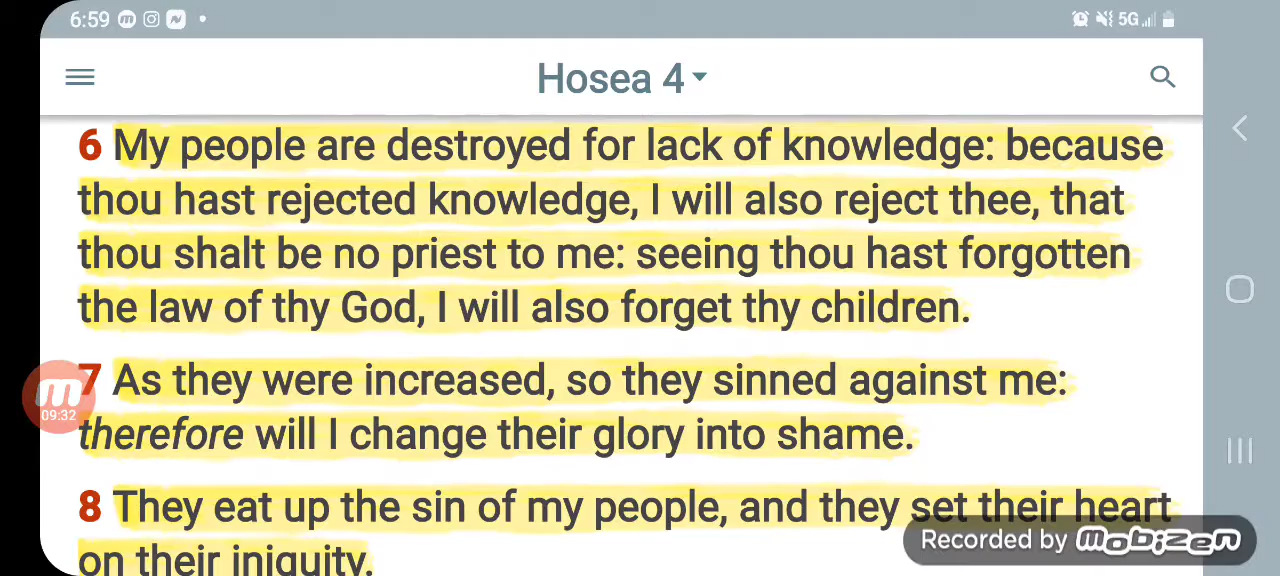 6:59
5G
Hosea 4
6 My people are destroyed for lack of knowledge: because
thou hast rejected knowledge, I will also reject thee, that
thou shalt be no priest to me: seeing thou hast forgotten
the law of thy God, I will also forget thy children.
7 As they were increased, so they sinned against me:
09:32
therefore will I change their glory into shame.
8 They eat up the sin of my people, and they set their heart
on their iniquity.
Recorded by mobizen